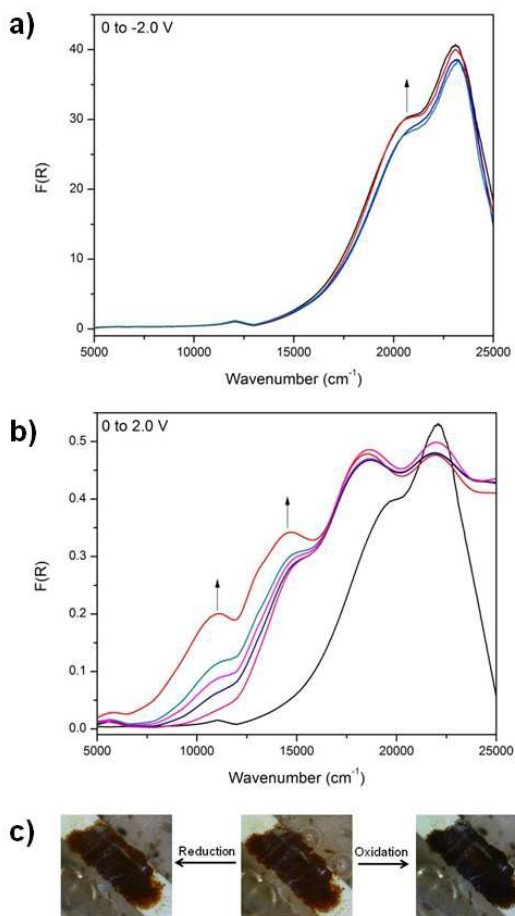 a)
0 to -2.0 V
F(R)
40
30
20
10
0
5000 10000 15000 20000 25000
Wavenumber (cm⁻¹)
b)
0 to 2.0 V
F(R)
0.5
0.4
0.3
0.2
0.1
0.0
5000 10000 15000 20000 25000
Wavenumber (cm⁻¹)
c)
Reduction Oxidation